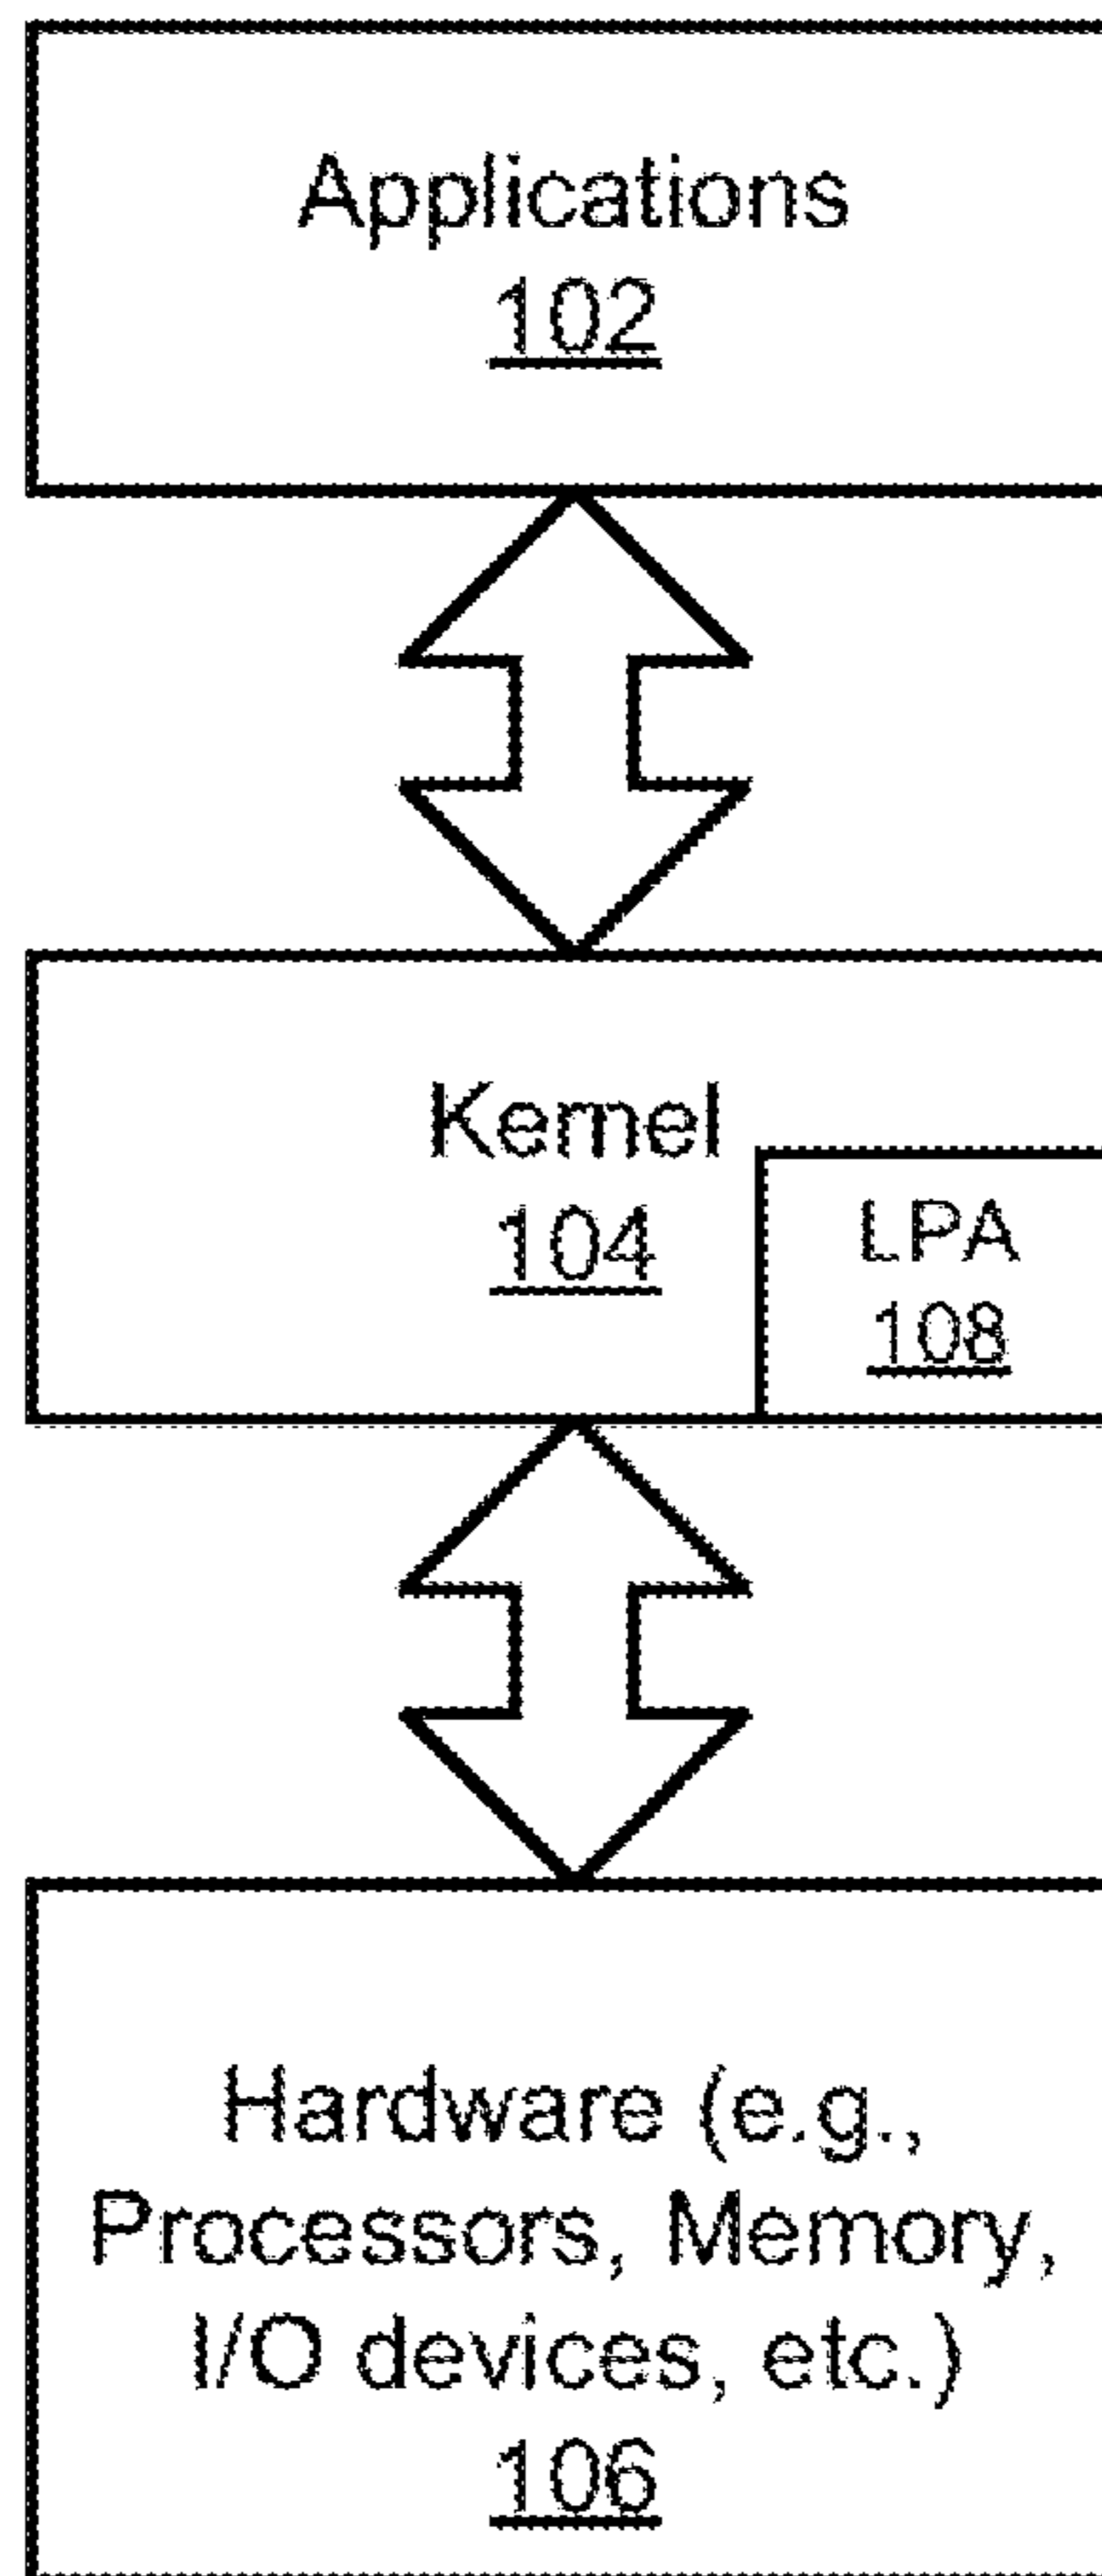 Applications
102
Kernel
104
LPA
108
Hardware (e.g.,
Processors, Memory,
I/O devices, etc.)
106